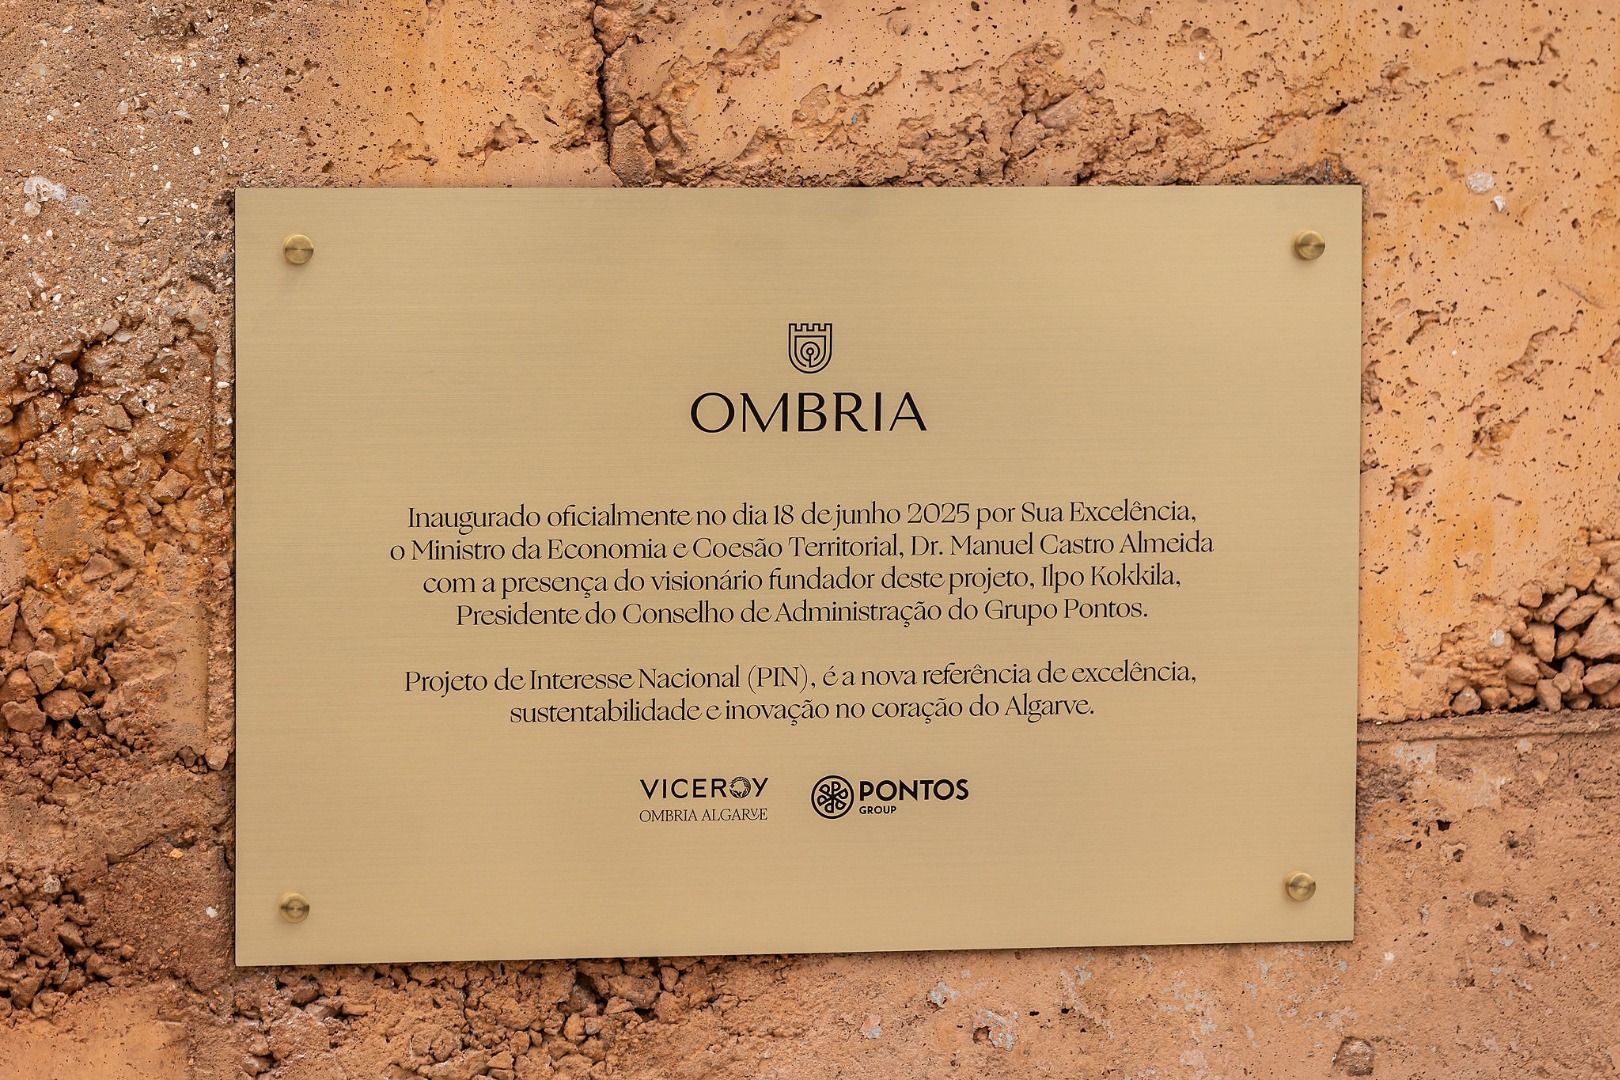 OMBRIA
Inaugurado oficialmente no dia 18 de junho 2025 por Sua Excelência,
o Ministro da Economia e Coesão Territorial, Dr. Manuel Castro Almeida
com a presença do visionário fundador deste projeto, Ilpo Kokkila,
Presidente do Conselho de Administração do Grupo Pontos.
Projeto de Interesse Nacional (PIN), é a nova referência de excelência,
sustentabilidade e inovação no coração do Algarve.
VICEROY
OMBRIA ALGARVE
PONTOS
GROUP